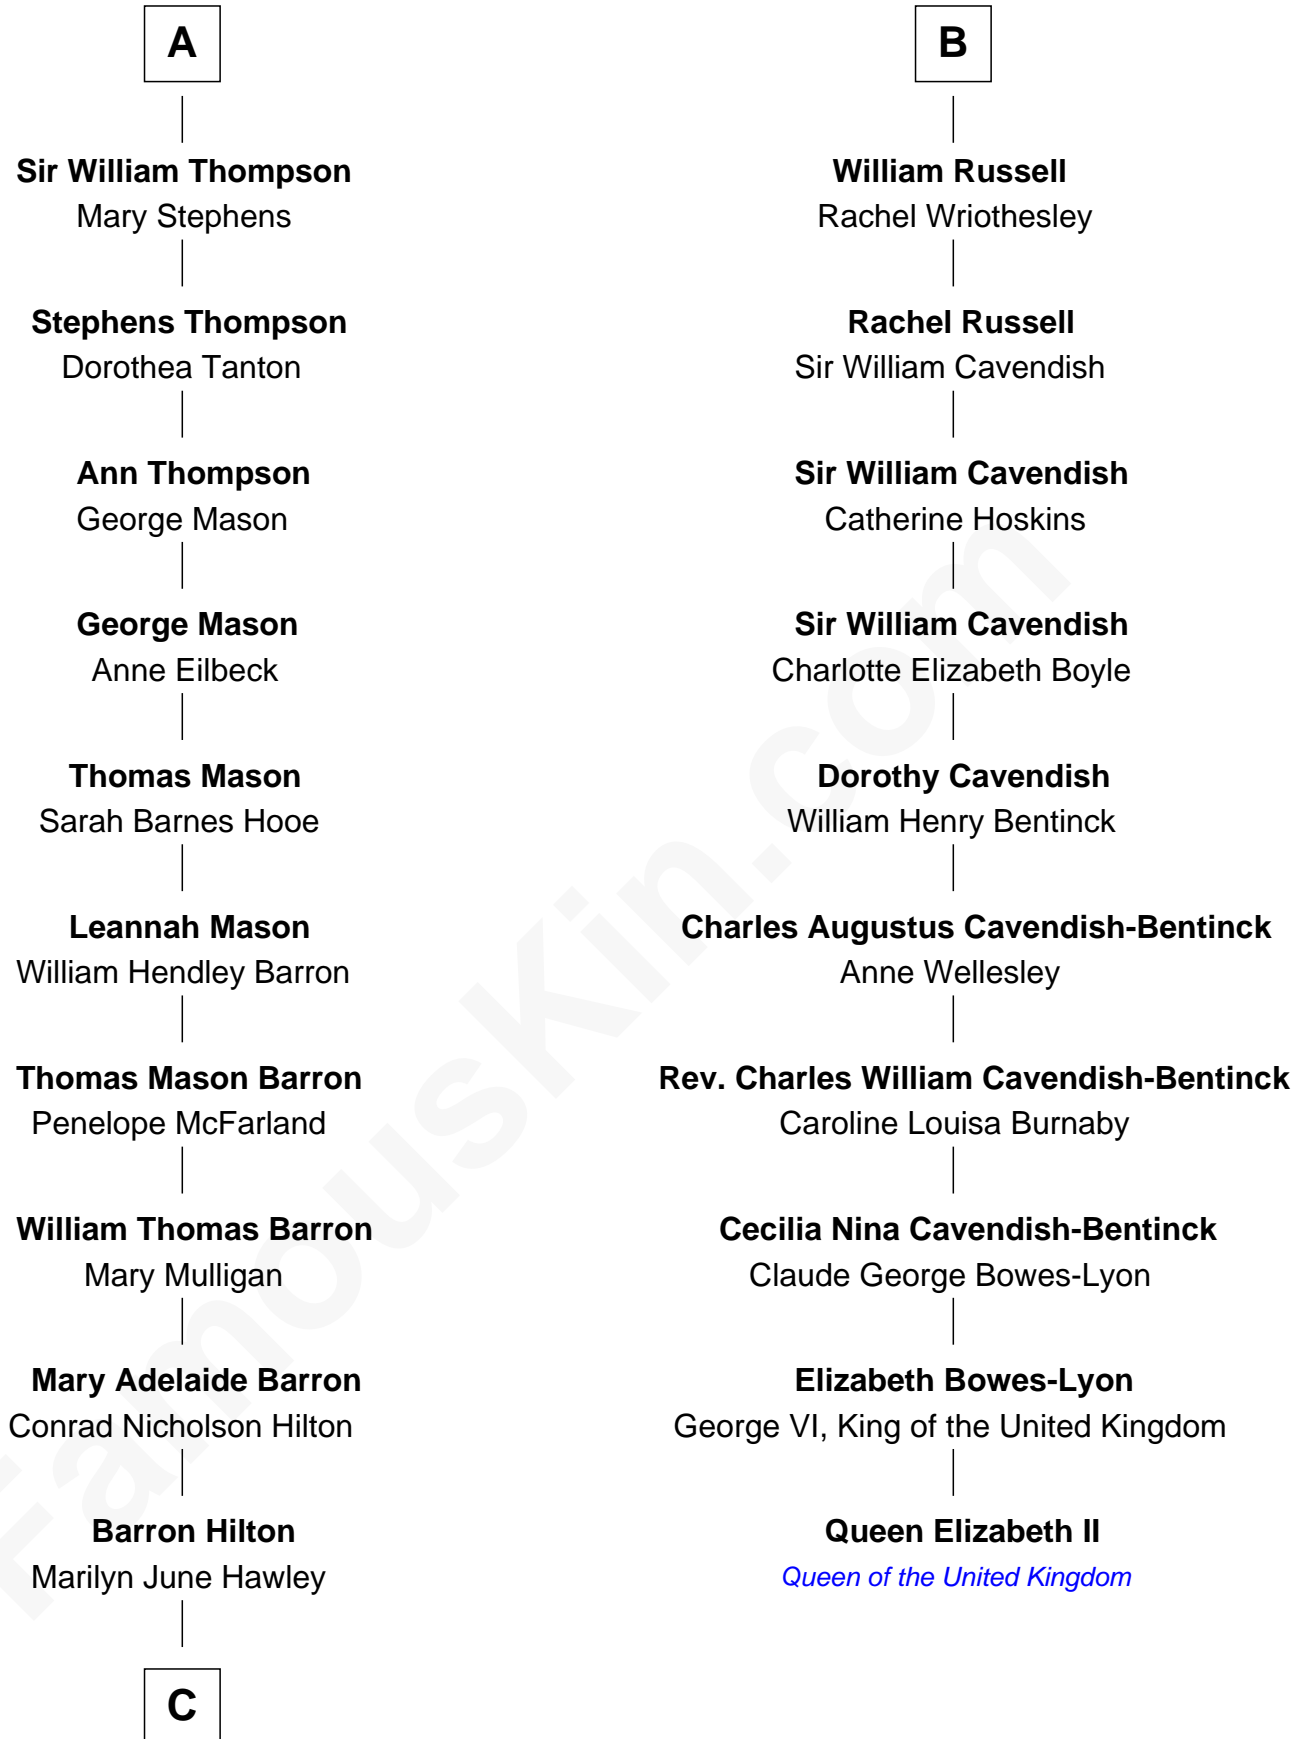 A
Sir William Thompson
Mary Stephens
Stephens Thompson
Dorothea Tanton
Ann Thompson
George Mason
George Mason
Anne Eilbeck
Thomas Mason
Sarah Barnes Hooe
Leannah Mason
William Hendley Barron
Thomas Mason Barron
Penelope McFarland
William Thomas Barron
Mary Mulligan
Mary Adelaide Barron
Conrad Nicholson Hilton
Barron Hilton
Marilyn June Hawley
C
B
William Russell
Rachel Wriothesley
Rachel Russell
Sir William Cavendish
Sir William Cavendish
Catherine Hoskins
Sir William Cavendish
Charlotte Elizabeth Boyle
Dorothy Cavendish
William Henry Bentinck
Charles Augustus Cavendish-Bentinck
Anne Wellesley
Rev. Charles William Cavendish-Bentinck
Caroline Louisa Burnaby
Cecilia Nina Cavendish-Bentinck
Claude George Bowes-Lyon
Elizabeth Bowes-Lyon
George VI, King of the United Kingdom
Queen Elizabeth II
Queen of the United Kingdom
FamousKin.com